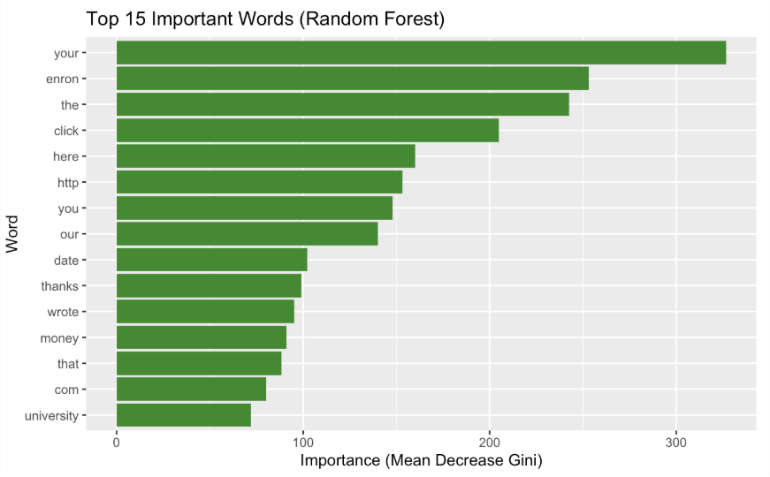 Top 15 Important Words (Random Forest)
Word
your
enron
the
click
here
http
you
our
date
thanks
wrote
money
that
com
university
0 100 200 300
Importance (Mean Decrease Gini)